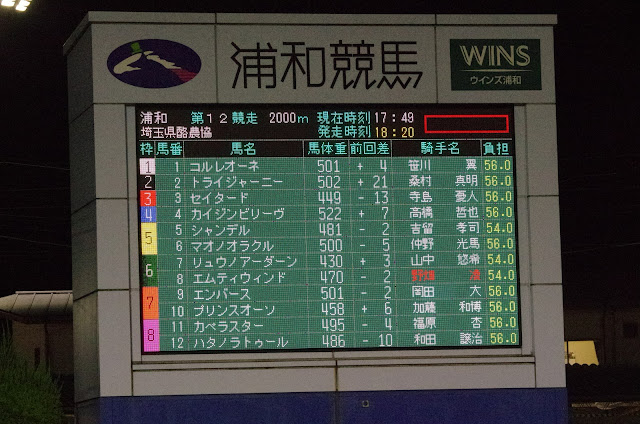 浦和競馬
WINS
ウインズ浦和
浦和 第12競走 2000m 現在時刻 17:49
埼玉県酪農協 発走時刻 18:20
枠 馬番 馬名 馬体重 前回差 騎手名 負担
1 1 コルレオーネ 501 + 4 笹川 翼 56.0
2 2 トライジャーニー 502 + 21 桑村 真明 56.0
3 3 セイタード 449 - 13 寺島 憂人 56.0
4 4 カイジンビリーヴ 522 + 7 高橋 哲也 56.0
5 5 シャンデル 481 - 2 吉留 孝司 54.0
6 マオノオラクル 500 - 5 仲野 光馬 56.0
6 7 リュウノアーダーン 430 + 3 山中 悠希 54.0
8 エムティウィンド 470 - 2 54.0
7 9 エンパース 501 - 2 岡田 大 56.0
10 プリンスオーソ 458 + 6 加藤 和博 56.0
8 11 カペラスター 495 - 4 福原 杏 56.0
12 ハタノラトゥール 486 - 10 和田 譲治 56.0